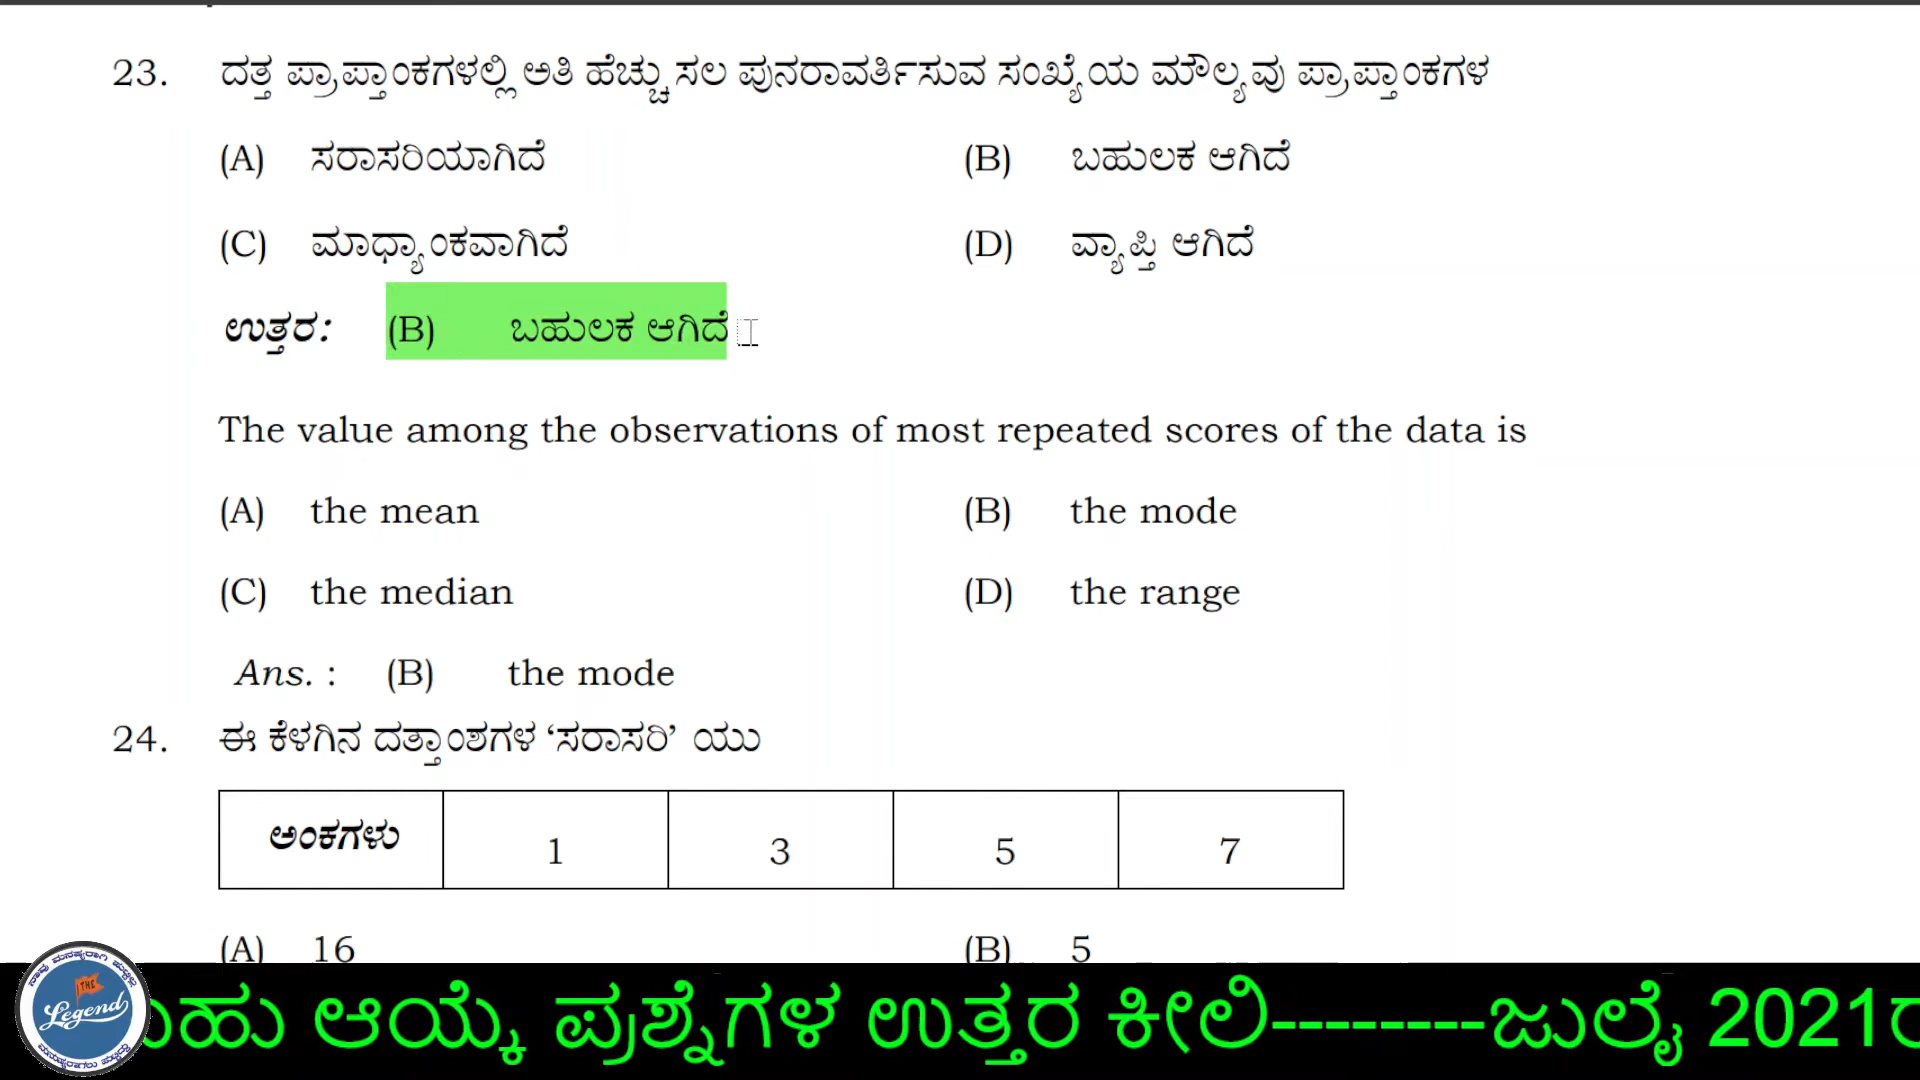 23. ದತ್ತ ಪ್ರಾಪ್ತಾಂಕಗಳಲ್ಲಿ ಅತಿ ಹೆಚ್ಚು ಸಲ ಪುನರಾವರ್ತಿಸುವ ಸಂಖ್ಯೆಯ ಮೌಲ್ಯವು ಪ್ರಾಪ್ತಾಂಕಗಳ
(A) ಸರಾಸರಿಯಾಗಿದೆ (B) ಬಹುಲಕ ಆಗಿದೆ
(C) ಮಾಧ್ಯಾಂಕವಾಗಿದೆ (D) ವ್ಯಾಪ್ತಿ ಆಗಿದೆ
ಉತ್ತರ: (B) ಬಹುಲಕ ಆಗಿದೆ
The value among the observations of most repeated scores of the data is
(A) the mean (B) the mode
(C) the median (D) the range
Ans. : (B) the mode
24. ಈ ಕೆಳಗಿನ ದತ್ತಾಂಶಗಳ ‘ಸರಾಸರಿ’ ಯು
ಅಂಕಗಳು 1 3 5 7
(A) 16 (B) 5
THE Legend
ಆಯ್ಕೆ ಪ್ರಶ್ನೆಗಳ ಉತ್ತರ ಕೀಲಿ--------ಜುಲೈ 2021ರ